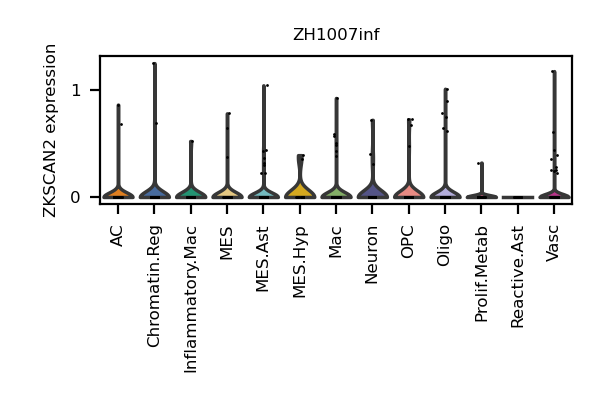 ZH1007inf
ZKSCAN2 expression
1
0
AC
Chromatin.Reg
Inflammatory.Mac
MES
MES.Ast
MES.Hyp
Mac
Neuron
OPC
Oligo
Prolif.Metab
Reactive.Ast
Vasc